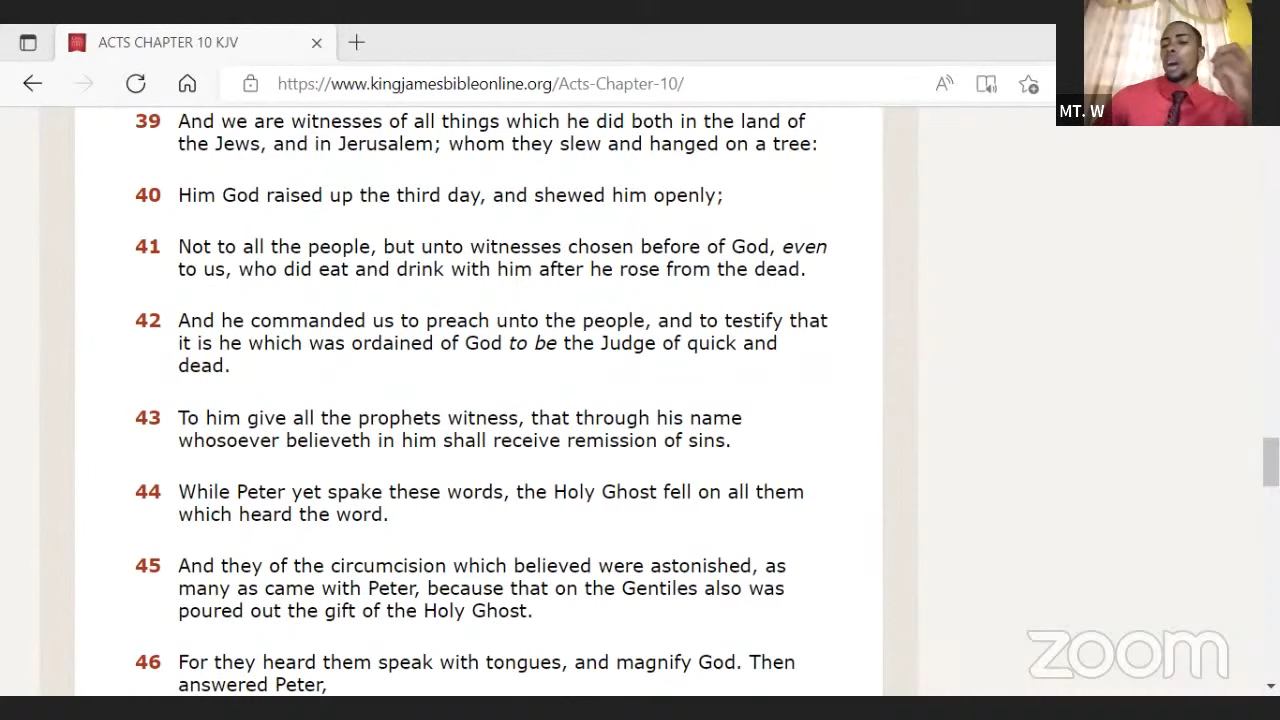 ACTS CHAPTER 10 KJV
https://www.kingjamesbibleonline.org/Acts-Chapter-10/
MT. W
39 And we are witnesses of all things which he did both in the land of
the Jews, and in Jerusalem; whom they slew and hanged on a tree:
40 Him God raised up the third day, and shewed him openly;
41 Not to all the people, but unto witnesses chosen before of God, even
to us, who did eat and drink with him after he rose from the dead.
42 And he commanded us to preach unto the people, and to testify that
it is he which was ordained of God to be the Judge of quick and
dead.
43 To him give all the prophets witness, that through his name
whosoever believeth in him shall receive remission of sins.
44 While Peter yet spake these words, the Holy Ghost fell on all them
which heard the word.
45 And they of the circumcision which believed were astonished, as
many as came with Peter, because that on the Gentiles also was
poured out the gift of the Holy Ghost.
46 For they heard them speak with tongues, and magnify God. Then
answered Peter,
zoom